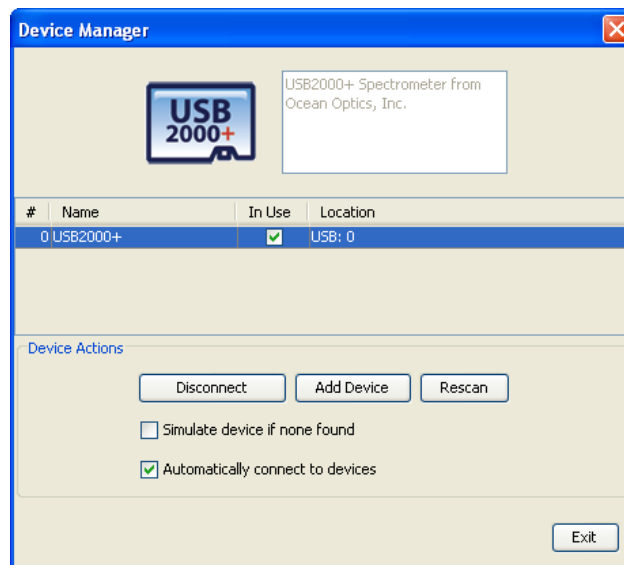 Device Manager
USB
2000+
USB2000+ Spectrometer from
Ocean Optics, Inc.
# Name In Use Location
0 USB2000+ USB: 0
Device Actions
Disconnect Add Device Rescan
Simulate device if none found
Automatically connect to devices
Exit